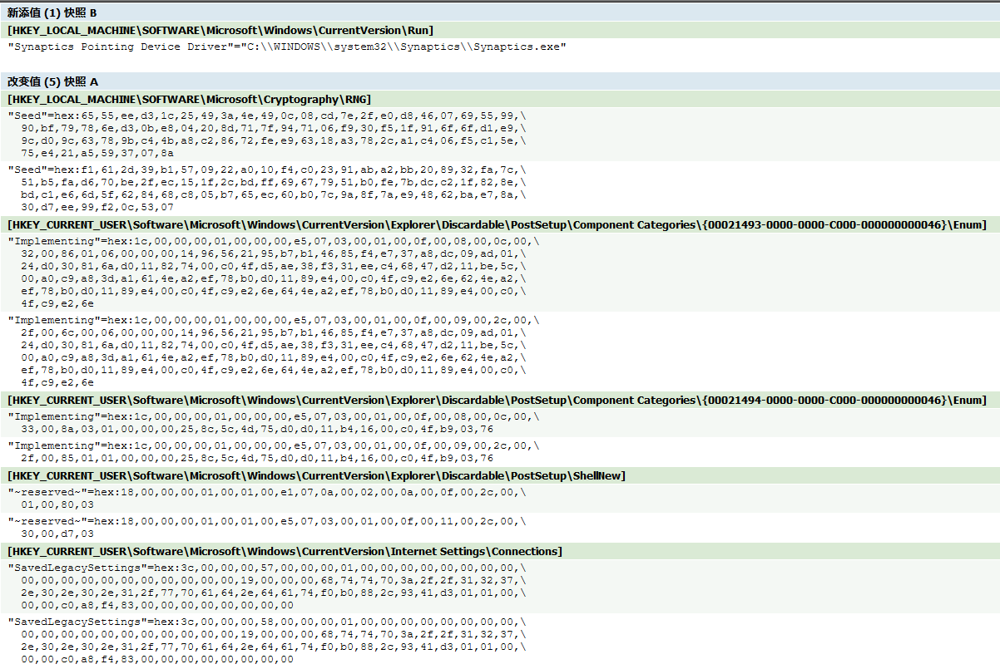 新添值 (1) 快照 B
[HKEY_LOCAL_MACHINE\SOFTWARE\Microsoft\Windows\CurrentVersion\Run]
"Synaptics Pointing Device Driver"="C:\\WINDOWS\\system32\\Synaptics\\Synaptics.exe"
改变值 (5) 快照 A
[HKEY_LOCAL_MACHINE\SOFTWARE\Microsoft\Cryptography\RNG]
"Seed"=hex:65,55,ee,d3,1c,25,49,3a,4e,49,0c,08,cd,7e,2f,e0,d8,46,07,69,55,99,\
90,bf,79,78,6e,d3,0b,e8,04,20,8d,71,7f,94,71,06,f9,30,f5,1f,91,6f,6f,d1,e9,\
9c,d0,9c,63,78,9b,c4,4b,a8,c2,86,72,fe,e9,63,18,a3,78,2c,a1,c4,06,f5,c1,5e,\
75,e4,21,a5,59,37,07,8a
"Seed"=hex:f1,61,2d,39,b1,57,09,22,a0,10,f4,c0,23,91,ab,a2,bb,20,89,32,fa,7c,\
51,b5,fa,d6,70,be,2f,ec,15,1f,2c,bd,ff,69,67,79,51,b0,fe,7b,dc,c2,1f,82,8e,\
bd,c1,e6,6d,5f,62,84,68,c8,05,b7,65,ec,60,b0,7c,9a,8f,7a,e9,48,62,ba,e7,8a,\
30,d7,ee,99,f2,0c,53,07
[HKEY_CURRENT_USER\Software\Microsoft\Windows\CurrentVersion\Explorer\Discardable\PostSetup\Component Categories\{00021493-0000-0000-C000-000000000046}\Enum]
"Implementing"=hex:1c,00,00,00,01,00,00,00,e5,07,03,00,01,00,0f,00,08,00,0c,00,\
32,00,86,01,06,00,00,00,14,96,56,21,95,b7,b1,46,85,f4,e7,37,a8,dc,09,ad,01,\
24,d0,30,81,6a,d0,11,82,74,00,c0,4f,d5,ae,38,f3,31,ee,c4,68,47,d2,11,be,5c,\
00,a0,c9,a8,3d,a1,61,4e,a2,ef,78,b0,d0,11,89,e4,00,c0,4f,c9,e2,6e,62,4e,a2,\
ef,78,b0,d0,11,89,e4,00,c0,4f,c9,e2,6e,64,4e,a2,ef,78,b0,d0,11,89,e4,00,c0,\
4f,c9,e2,6e
"Implementing"=hex:1c,00,00,00,01,00,00,00,e5,07,03,00,01,00,0f,00,09,00,2c,00,\
2f,00,6c,00,06,00,00,00,14,96,56,21,95,b7,b1,46,85,f4,e7,37,a8,dc,09,ad,01,\
24,d0,30,81,6a,d0,11,82,74,00,c0,4f,d5,ae,38,f3,31,ee,c4,68,47,d2,11,be,5c,\
00,a0,c9,a8,3d,a1,61,4e,a2,ef,78,b0,d0,11,89,e4,00,c0,4f,c9,e2,6e,62,4e,a2,\
ef,78,b0,d0,11,89,e4,00,c0,4f,c9,e2,6e,64,4e,a2,ef,78,b0,d0,11,89,e4,00,c0,\
4f,c9,e2,6e
[HKEY_CURRENT_USER\Software\Microsoft\Windows\CurrentVersion\Explorer\Discardable\PostSetup\Component Categories\{00021494-0000-0000-C000-000000000046}\Enum]
"Implementing"=hex:1c,00,00,00,01,00,00,00,e5,07,03,00,01,00,0f,00,08,00,0c,00,\
33,00,8a,03,01,00,00,00,25,8c,5c,4d,75,d0,d0,11,b4,16,00,c0,4f,b9,03,76
"Implementing"=hex:1c,00,00,00,01,00,00,00,e5,07,03,00,01,00,0f,00,09,00,2c,00,\
2f,00,85,01,01,00,00,00,25,8c,5c,4d,75,d0,d0,11,b4,16,00,c0,4f,b9,03,76
[HKEY_CURRENT_USER\Software\Microsoft\Windows\CurrentVersion\Explorer\Discardable\PostSetup\ShellNew]
"~reserved~"=hex:18,00,00,00,01,00,01,00,e1,07,0a,00,02,00,0a,00,0f,00,2c,00,\
01,00,80,03
"~reserved~"=hex:18,00,00,00,01,00,01,00,e5,07,03,00,01,00,0f,00,11,00,2c,00,\
30,00,d7,03
[HKEY_CURRENT_USER\Software\Microsoft\Windows\CurrentVersion\Internet Settings\Connections]
"SavedLegacySettings"=hex:3c,00,00,00,57,00,00,00,01,00,00,00,00,00,00,00,00,\
00,00,00,00,00,00,00,00,00,00,00,19,00,00,00,68,74,74,70,3a,2f,2f,31,32,37,\
2e,30,2e,30,2e,31,2f,77,70,61,64,2e,64,61,74,f0,b0,88,2c,93,41,d3,01,01,00,\
00,00,c0,a8,f4,83,00,00,00,00,00,00,00,00
"SavedLegacySettings"=hex:3c,00,00,00,58,00,00,00,01,00,00,00,00,00,00,00,00,\
00,00,00,00,00,00,00,00,00,00,00,19,00,00,00,68,74,74,70,3a,2f,2f,31,32,37,\
2e,30,2e,30,2e,31,2f,77,70,61,64,2e,64,61,74,f0,b0,88,2c,93,41,d3,01,01,00,\
00,00,c0,a8,f4,83,00,00,00,00,00,00,00,00